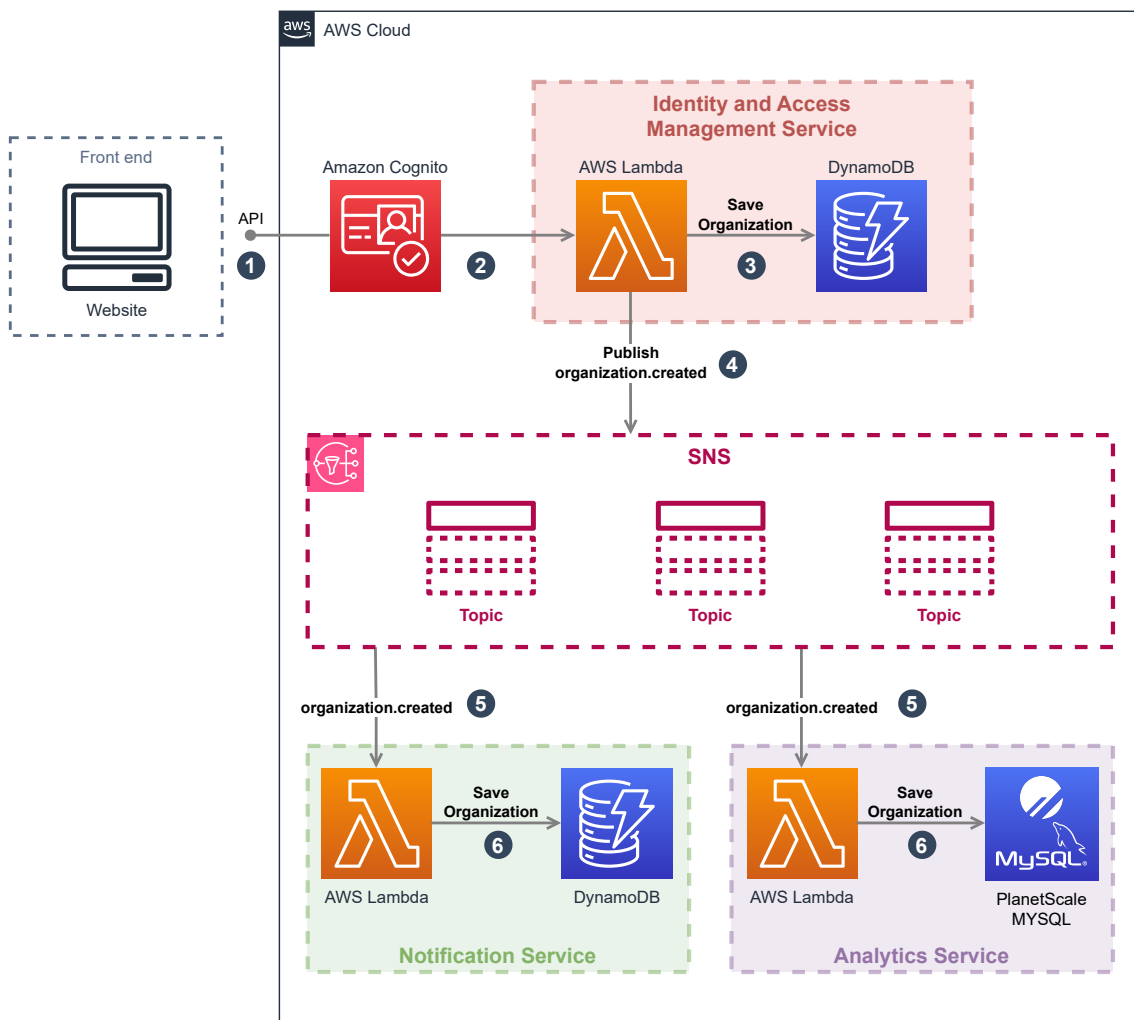 aws
AWS Cloud
Identity and Access
Management Service
Front end
Amazon Cognito
AWS Lambda
DynamoDB
API
Save
Organization
1
2
3
Website
Publish
organization.created
4
SNS
Topic
Topic
Topic
organization.created
5
organization.created
5
Save
Organization
6
Save
Organization
6
MySQL®
AWS Lambda
DynamoDB
AWS Lambda
PlanetScale
MYSQL
Notification Service
Analytics Service